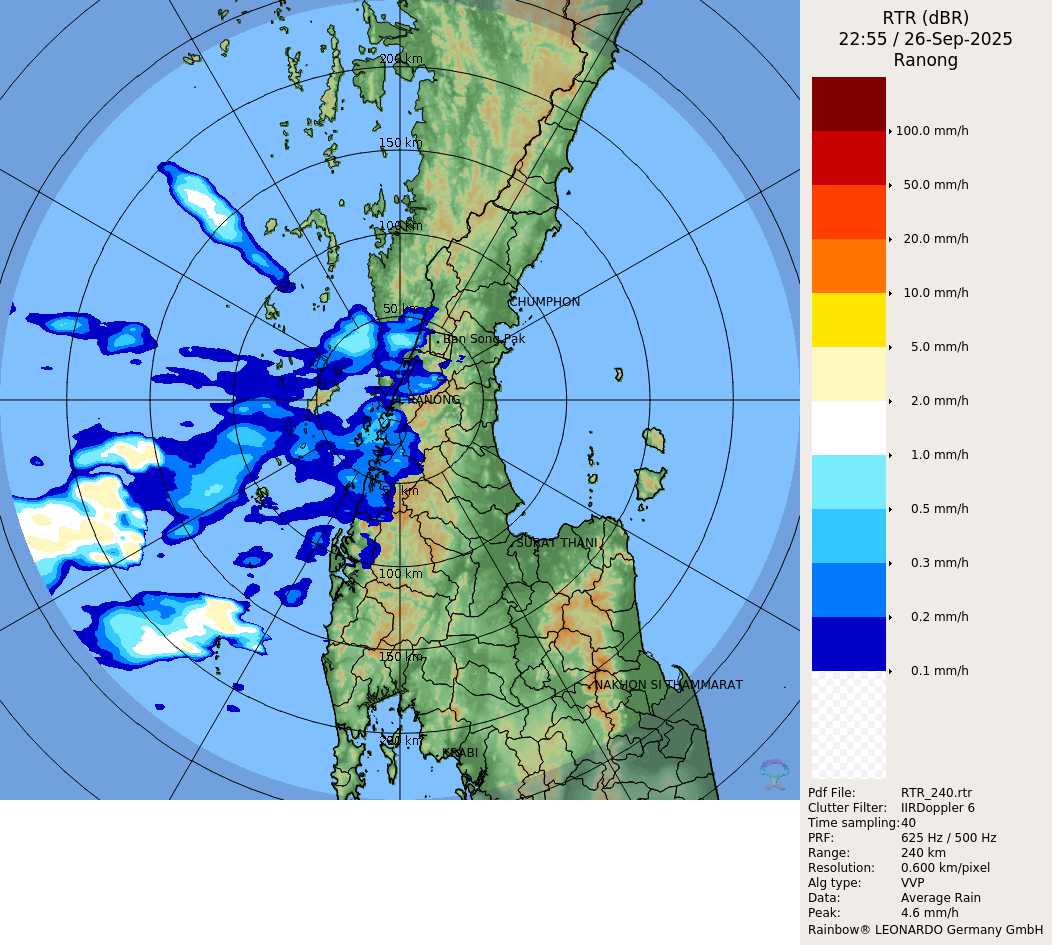 RTR (dBR)
22:55 / 26-Sep-2025
Ranong
200 km
150 km
100 km
50 km
CHUMPHON
Ban Song Pak
RANONG
50 km
SURAT THANI
100 km
150 km
NAKHON SI THAMMARAT
200 km
KRABI
100.0 mm/h
50.0 mm/h
20.0 mm/h
10.0 mm/h
5.0 mm/h
2.0 mm/h
1.0 mm/h
0.5 mm/h
0.3 mm/h
0.2 mm/h
0.1 mm/h
Pdf File: RTR_240.rtr
Clutter Filter: IIRDoppler 6
Time sampling:40
PRF: 625 Hz / 500 Hz
Range: 240 km
Resolution: 0.600 km/pixel
Alg type: VVP
Data: Average Rain
Peak: 4.6 mm/h
Rainbow® LEONARDO Germany GmbH